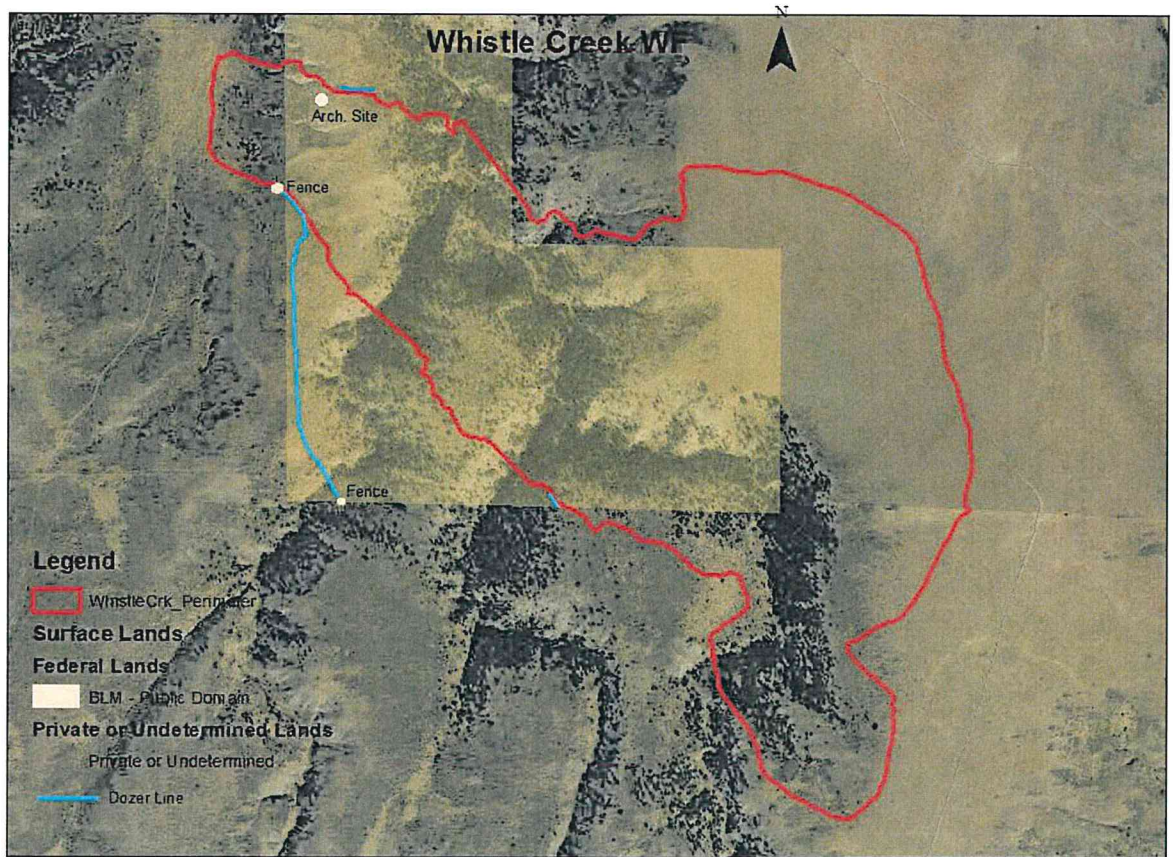 N
Whistle Creek WF
Arch. Site
Fence
Fence
Legend
WhistleCrk_Perimeter
Surface Lands
Federal Lands
BLM - Public Domain
Private or Undetermined Lands
Private or Undetermined
Dozer Line